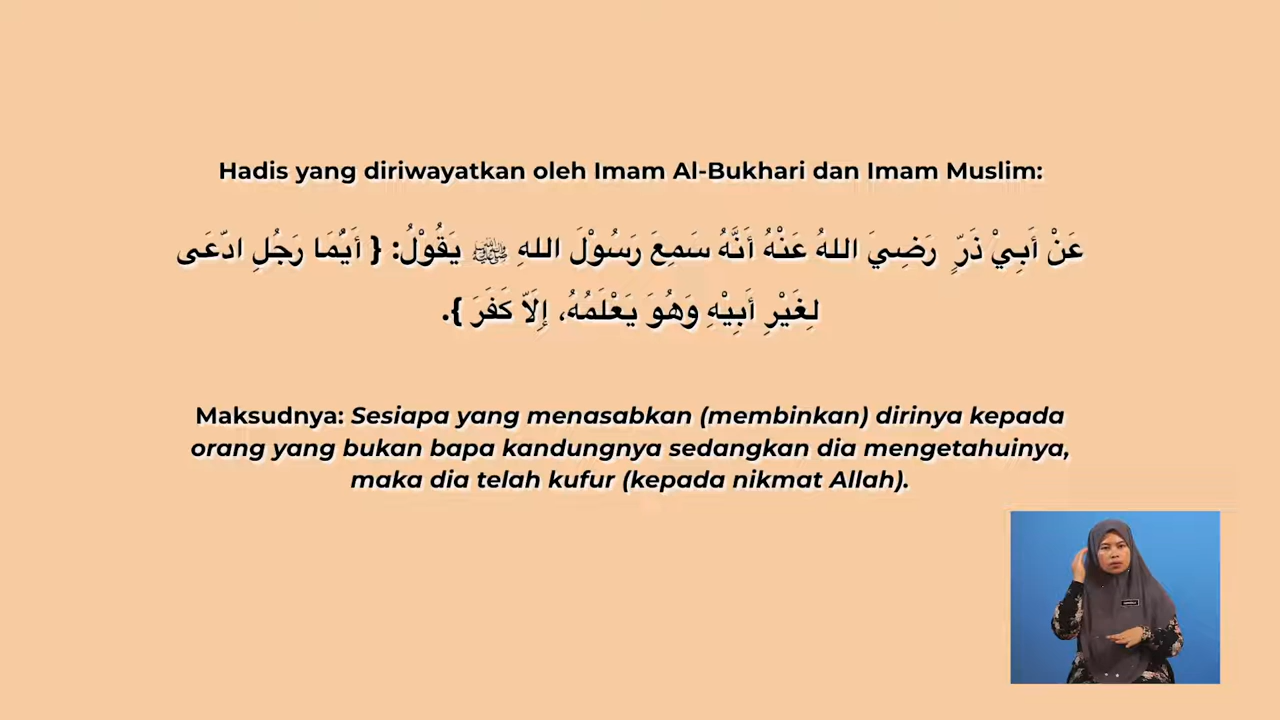 Hadis yang diriwayatkan oleh Imam Al-Bukhari dan Imam Muslim:
عَنْ أَبِيْ ذَرٍّ رَضِيَ اللهُ عَنْهُ أَنَّهُ سَمِعَ رَسُوْلَ اللهِ ﷺ يَقُوْلُ: { أَيُّمَا رَجُلٍ ادَّعَى
لِغَيْرِ أَبِيْهِ وَهُوَ يَعْلَمُهُ، إِلَّا كَفَرَ }.
Maksudnya: Sesiapa yang menasabkan (membinkan) dirinya kepada
orang yang bukan bapa kandungnya sedangkan dia mengetahuinya,
maka dia telah kufur (kepada nikmat Allah).